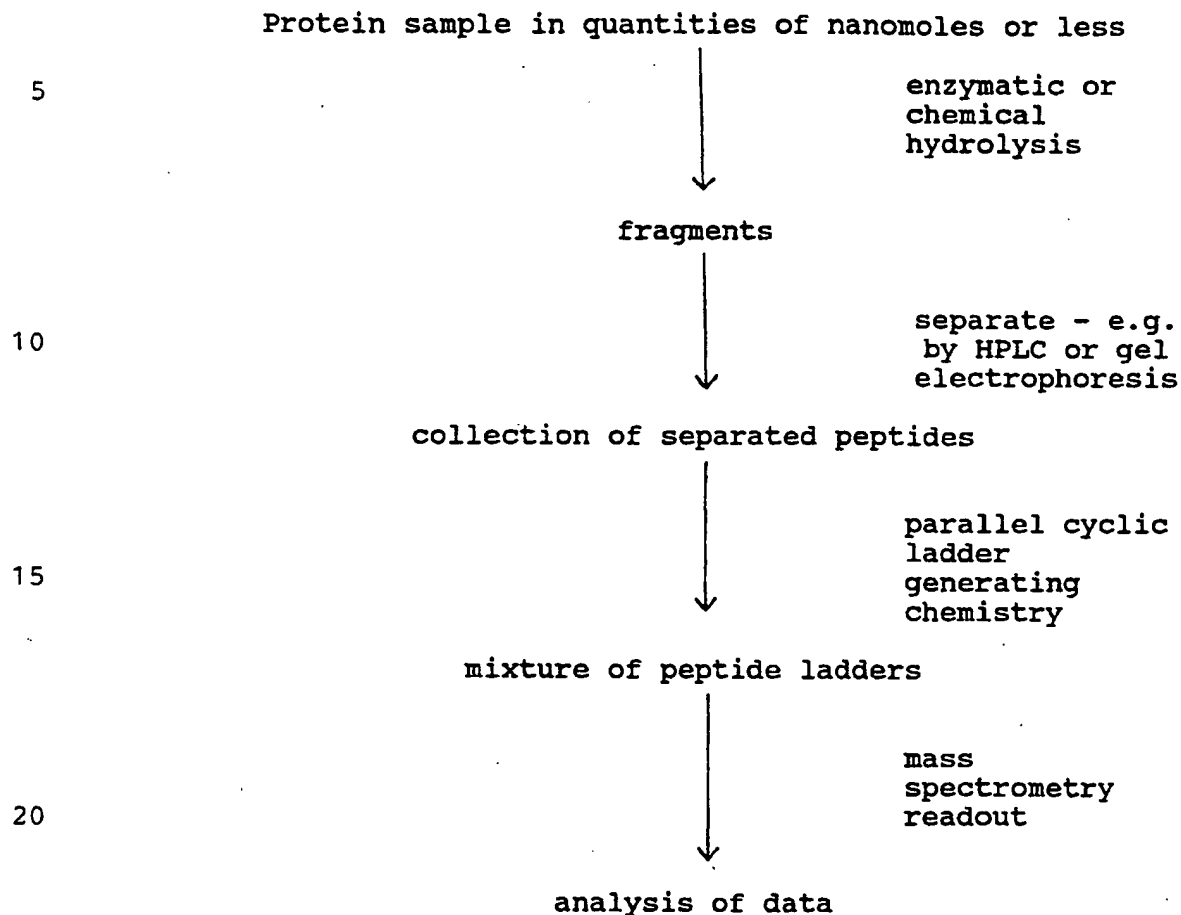 Protein sample in quantities of nanomoles or less
5
enzymatic or
chemical
hydrolysis
fragments
10
separate - e.g.
by HPLC or gel
electrophoresis
collection of separated peptides
15
parallel cyclic
ladder
generating
chemistry
mixture of peptide ladders
20
mass
spectrometry
readout
analysis of data